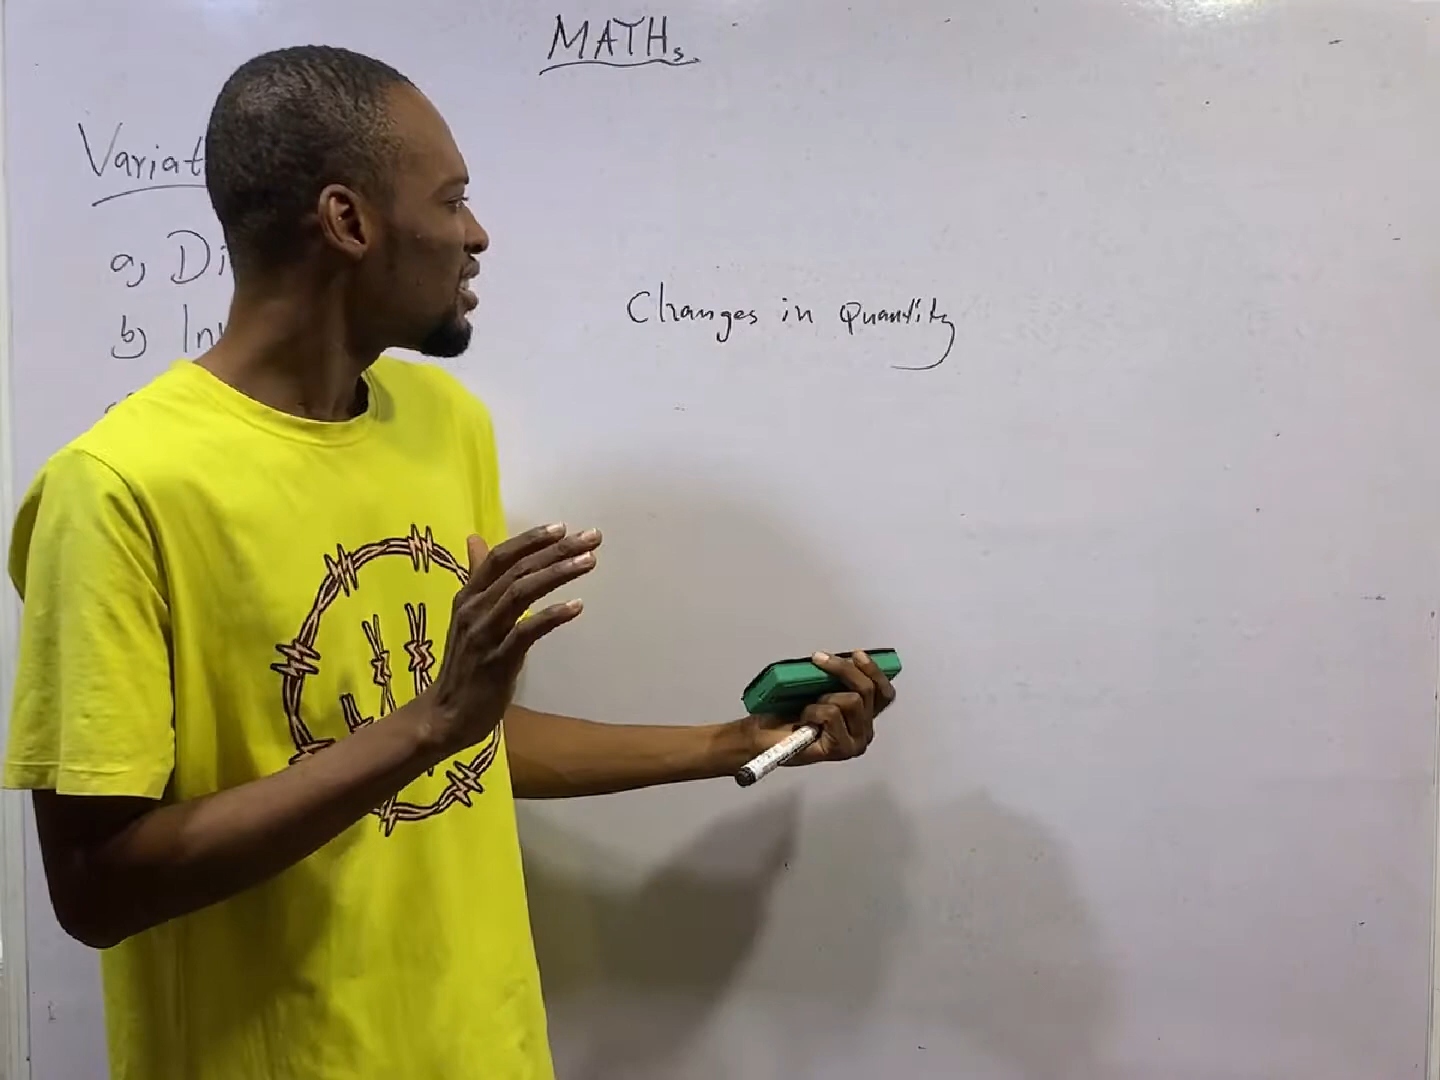 MATHs
Variat
a, Di
b) In
Changes in Quantity